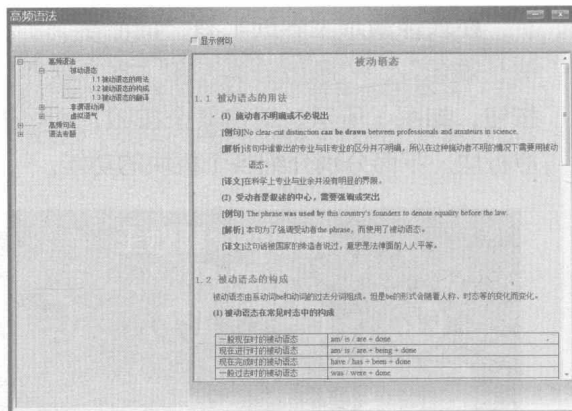 高频语法
显示例句
高频语法
被动语态
1.1 被动语态的用法
1.2 被动语态的构成
1.3 被动语态的翻译
非谓语动词
虚拟语气
高频句法
语法专题
被动语态
1.1 被动语态的用法
(1) 施动者不明确或不必说出
[例句]No clear-cut distinction can be drawn between professionals and amateurs in science.
[解析]该句中谁做出的专业与非专业的区分并不明确，所以在这种施动者不明的情况下需要用被动
语态。
[译文]在科学上专业与业余并没有明显的界限。
(2) 受动者是叙述的中心，需要强调或突出
[例句] The phrase was used by this country's founders to denote equality before the law.
[解析] 本句为了强调受动者the phrase，而使用了被动语态。
[译文]这句话被国家的缔造者说过，意思是法律面前人人平等。
1.2 被动语态的构成
被动语态由系动词be和动词的过去分词组成，但是be的形式会随着人称、时态等的变化而变化。
(1) 被动语态在常见时态中的构成
一般现在时的被动语态 am/ is / are + done
现在进行时的被动语态 am/ is / are + being + done
现在完成时的被动语态 have / has + been + done
一般过去时的被动语态 was / were + done